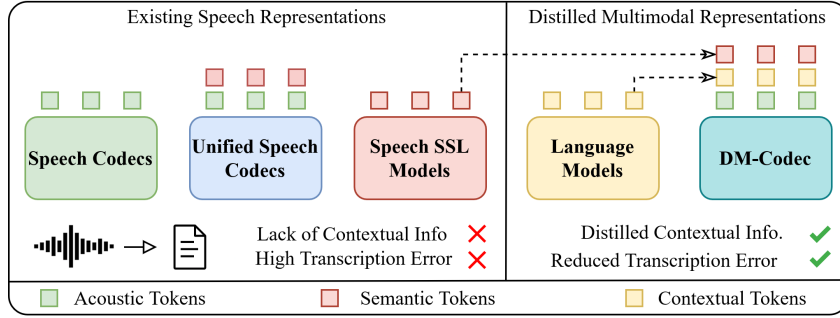 Existing Speech Representations
Distilled Multimodal Representations
Speech Codecs
Unified Speech
Codecs
Speech SSL
Models
Language
Models
DM-Codec
Lack of Contextual Info
High Transcription Error
Distilled Contextual Info.
Reduced Transcription Error
Acoustic Tokens
Semantic Tokens
Contextual Tokens